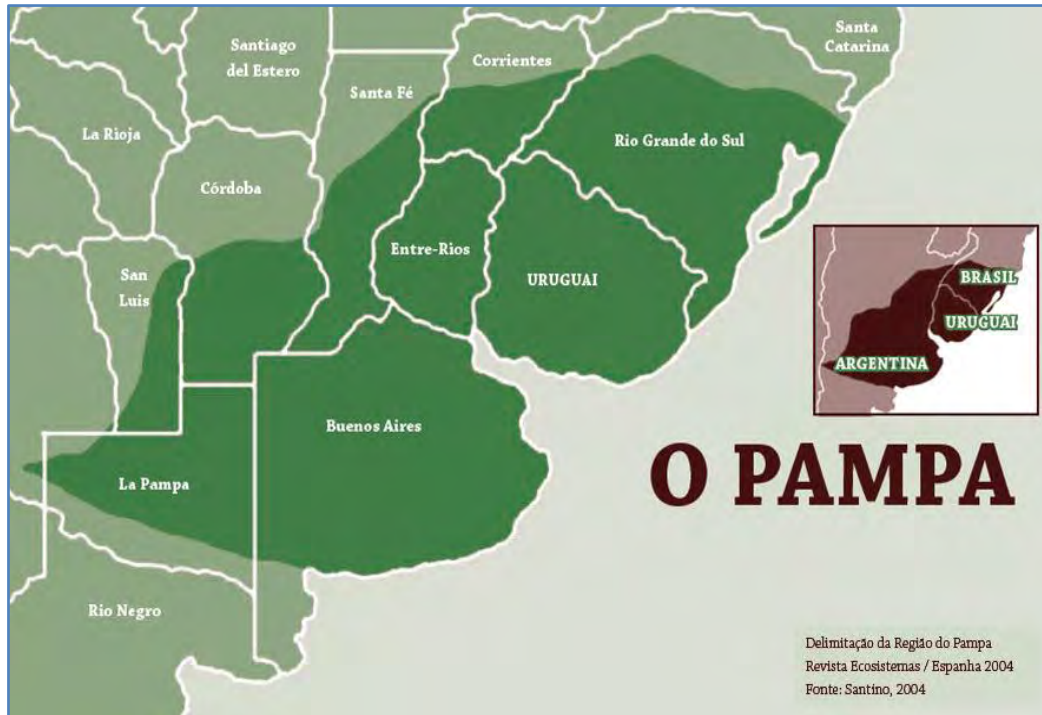 Santa
Catarina
Santiago
del Estero
Corrientes
Santa Fé
La Rioja
Rio Grande do Sul
Córdoba
Entre-Rios
San
Luis
URUGUAI
BRASIL
URUGUAI
ARGENTINA
Buenos Aires
O PAMPA
La Pampa
Rio Negro
Delimitação da Região do Pampa
Revista Ecosistemas / Espanha 2004
Fonte: Santino, 2004